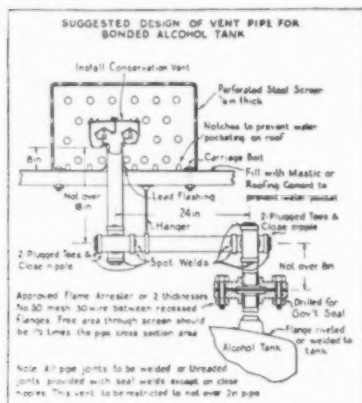 SUGGESTED DESIGN OF VENT PIPE FOR
BONDED ALCOHOL TANK
Install Conservation Vent
Perforated Steel Screen
thick
Notches to prevent water
pocketing on roof
Carriage Bolt
Fill with Mastic or
Roofing Cement to
prevent water pocket
8in
Not over
18in
Lead Flashing
Hanger
24in
2-Plugged Tees &
Close nipple
2-Plugged Tees &
Close nipple
Spot Welds
Not over 8in
Approved Flame Arrester or 2 thicknesses
No.30 mesh 30 wire between recessed
flanges. Free area through screen should
be 1½ times the pipe cross section area
Drilled for
Gov't Seal
Flange riveted
or welded to
tank
Alcohol Tank
Note: All pipe joints to be welded or threaded
joints provided with seal welds except on close
nipples. This vent to be restricted to not over 2in pipe